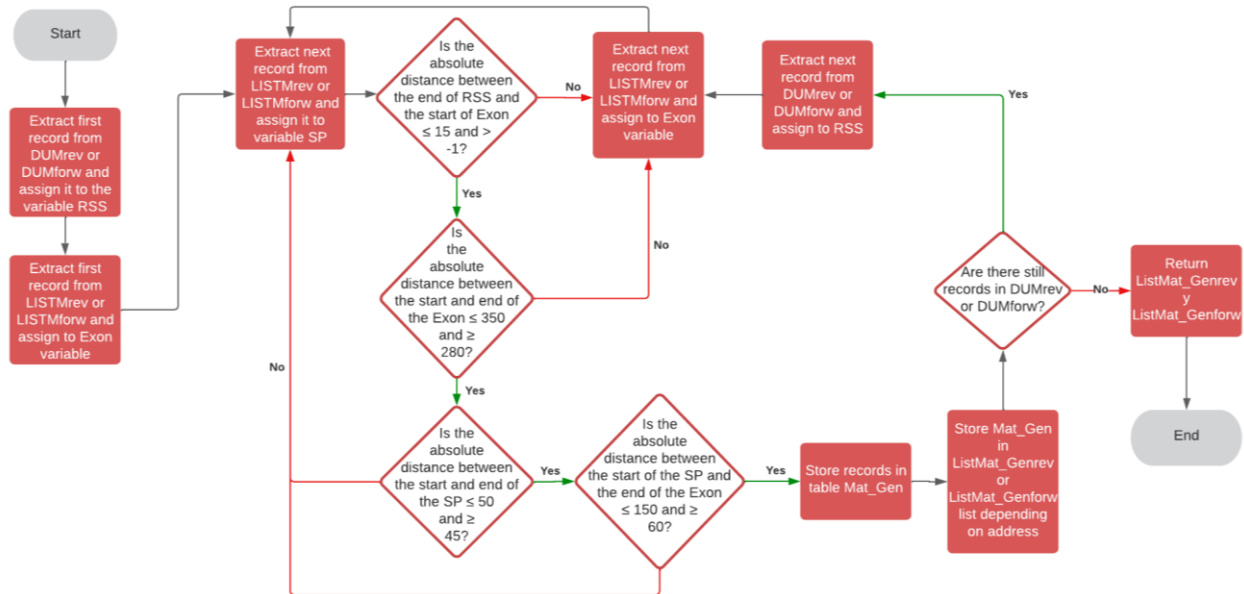 Start
Extract first
record from
DUMrev or
DUMforw and
assign it to the
variable RSS
Extract first
record from
LISTMrev or
LISTMforw and
assign to Exon
variable
Extract next
record from
LISTMrev or
LISTMforw and
assign it to
variable SP
Is the
absolute
distance between
the end of RSS and
the start of Exon
≤ 15 and >
-1?
No
Yes
Extract next
record from
LISTMrev or
LISTMforw and
assign to Exon
variable
Extract next
record from
DUMrev or
DUMforw and
assign to RSS
Yes
Is
the
absolute
distance between
the start and end of
the Exon ≤ 350
and ≥
280?
No
Yes
No
Is the
absolute
distance between
the start and end of
the SP ≤ 50
and ≥
45?
Yes
Is the
absolute
distance between
the start of the SP and
the end of the Exon
≤ 150 and ≥
60?
Yes
Store records in
table Mat_Gen
Store Mat_Gen
in
ListMat_Genrev
or
ListMat_Genforw
list depending
on address
Are there still
records in DUMrev
or DUMforw?
No
Return
ListMat_Genrev
y
ListMat_Genforw
End